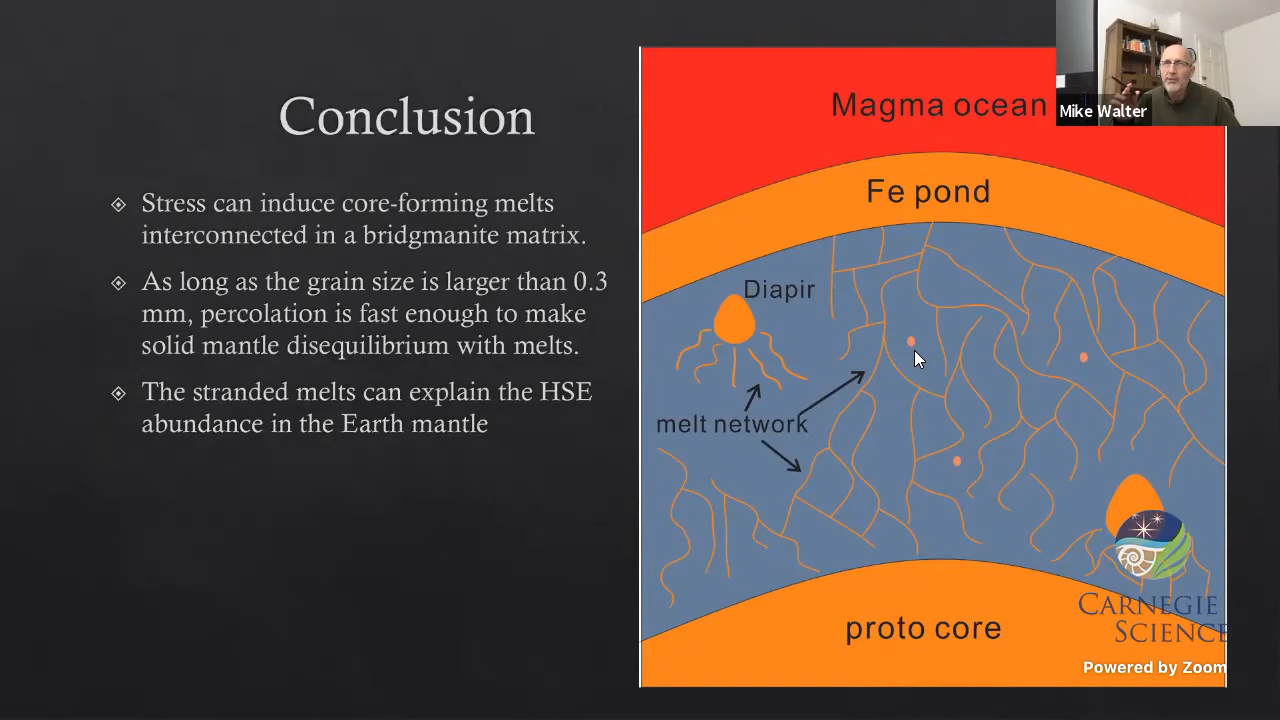 Conclusion
Stress can induce core-forming melts
interconnected in a bridgmanite matrix.
As long as the grain size is larger than 0.3
mm, percolation is fast enough to make
solid mantle disequilibrium with melts.
The stranded melts can explain the HSE
abundance in the Earth mantle
Magma ocean
Mike Walter
Fe pond
Diapir
melt network
proto core
CARNEGIE
SCIENCE
Powered by Zoom